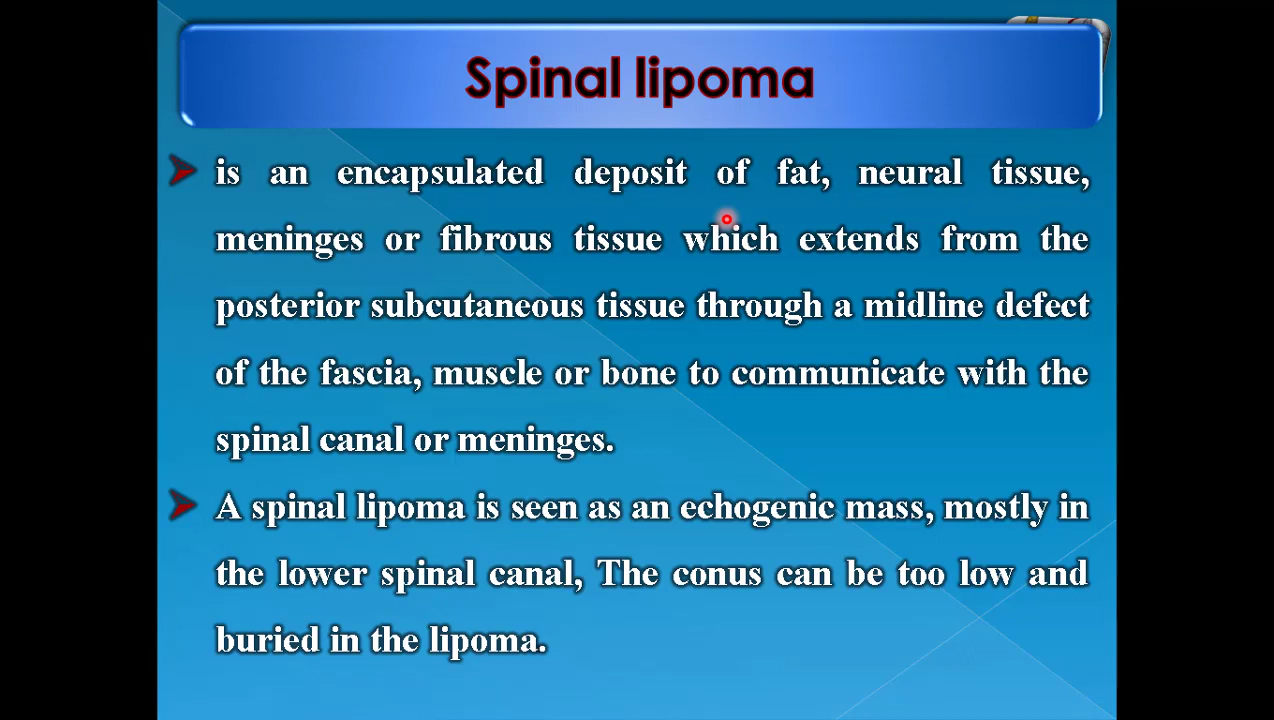 Spinal lipoma
is an encapsulated deposit of fat, neural tissue,
meninges or fibrous tissue which extends from the
posterior subcutaneous tissue through a midline defect
of the fascia, muscle or bone to communicate with the
spinal canal or meninges.
A spinal lipoma is seen as an echogenic mass, mostly in
the lower spinal canal, The conus can be too low and
buried in the lipoma.